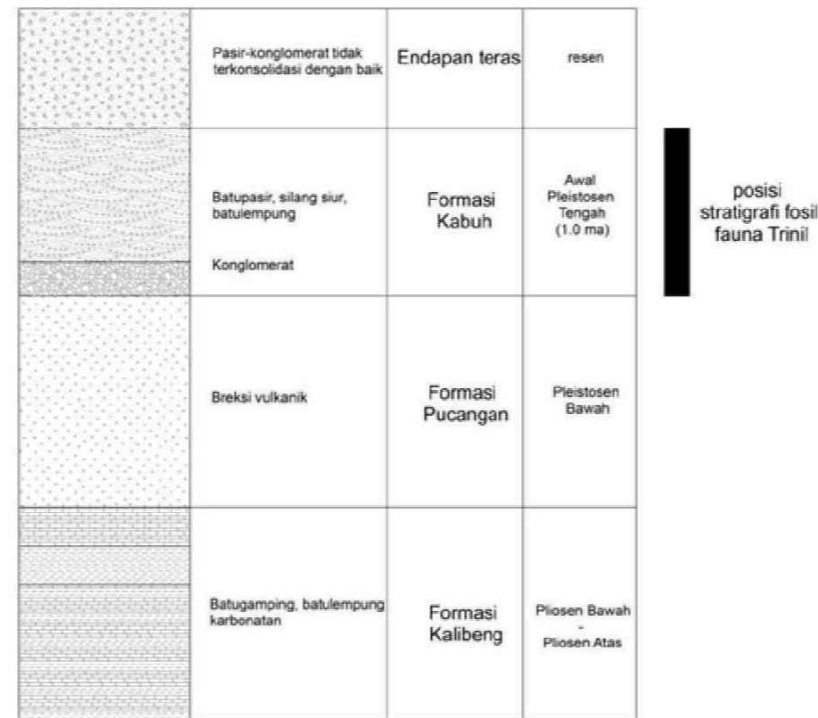 Pasir-konglomerat tidak
terkonsolidasi dengan baik
Endapan teras
resen
Batupasir, silang siur,
batulempung
Konglomerat
Formasi
Kabuh
Awal
Pleistosen
Tengah
(1.0 ma)
posisi
stratigrafi fosil
fauna Trinil
Breksi vulkanik
Formasi
Pucangan
Pleistosen
Bawah
Batugamping, batulempung
karbonatan
Formasi
Kalibeng
Pliosen Bawah
-
Pliosen Atas